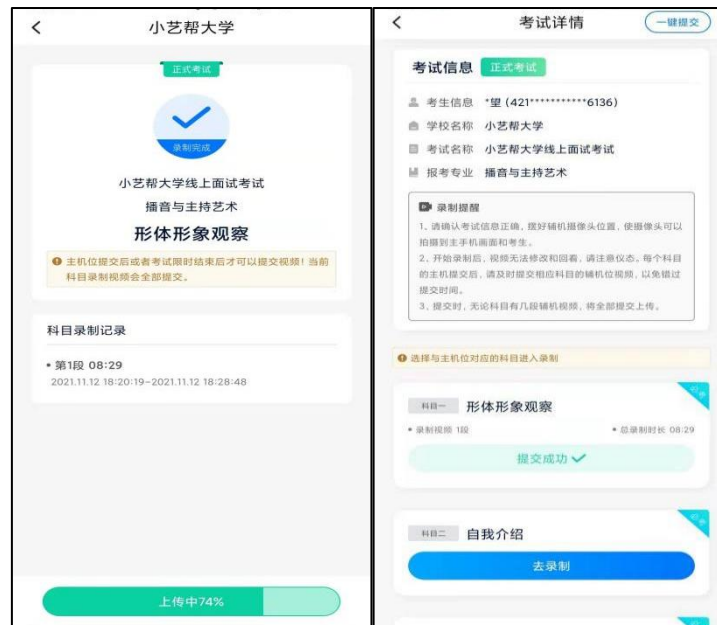 小艺帮大学
正式考试
录制完成
小艺帮大学线上面试考试
播音与主持艺术
形体形象观察
主机位提交后或者考试限时结束后才可以提交视频！当前
科目录制视频会全部提交。
科目录制记录
• 第1段 08:29
2021.11.12 18:20:19~2021.11.12 18:28:48
上传中74%
考试详情
一键提交
考试信息 正式考试
考生信息 *望 (421***********6136)
学校名称 小艺帮大学
考试名称 小艺帮大学线上面试考试
报考专业 播音与主持艺术
录制提醒
1、请确认考试信息正确，摆好辅机摄像头位置，使摄像头可以
拍摄到主手机画面和考生。
2、开始录制后，视频无法修改和回看，请注意仪态。每个科目
的主机提交后，请及时提交相应科目的辅机位视频，以免错过
提交时间。
3、提交时，无论科目有几段辅机视频，将全部提交上传。
选择与主机位对应的科目进入录制
必考
科目一 形体形象观察
• 录制视频 1段 • 总录制时长 08:29
提交成功
必考
科目二 自我介绍
去录制